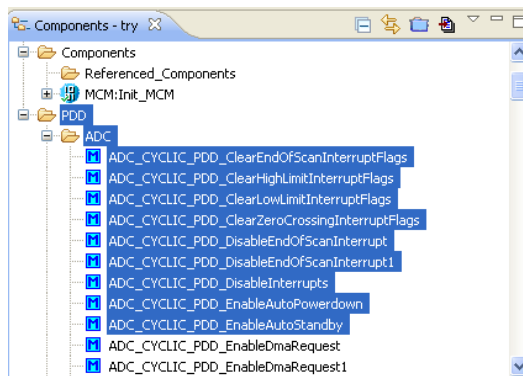 Components - try
Components
Referenced_Components
MCM:Init_MCM
PDD
ADC
ADC_CYCLIC_PDD_ClearEndOfScanInterruptFlags
ADC_CYCLIC_PDD_ClearHighLimitInterruptFlags
ADC_CYCLIC_PDD_ClearLowLimitInterruptFlags
ADC_CYCLIC_PDD_ClearZeroCrossingInterruptFlags
ADC_CYCLIC_PDD_DisableEndOfScanInterrupt
ADC_CYCLIC_PDD_DisableEndOfScanInterrupt1
ADC_CYCLIC_PDD_DisableInterrupts
ADC_CYCLIC_PDD_EnableAutoPowerdown
ADC_CYCLIC_PDD_EnableAutoStandby
ADC_CYCLIC_PDD_EnableDmaRequest
ADC_CYCLIC_PDD_EnableDmaRequest1